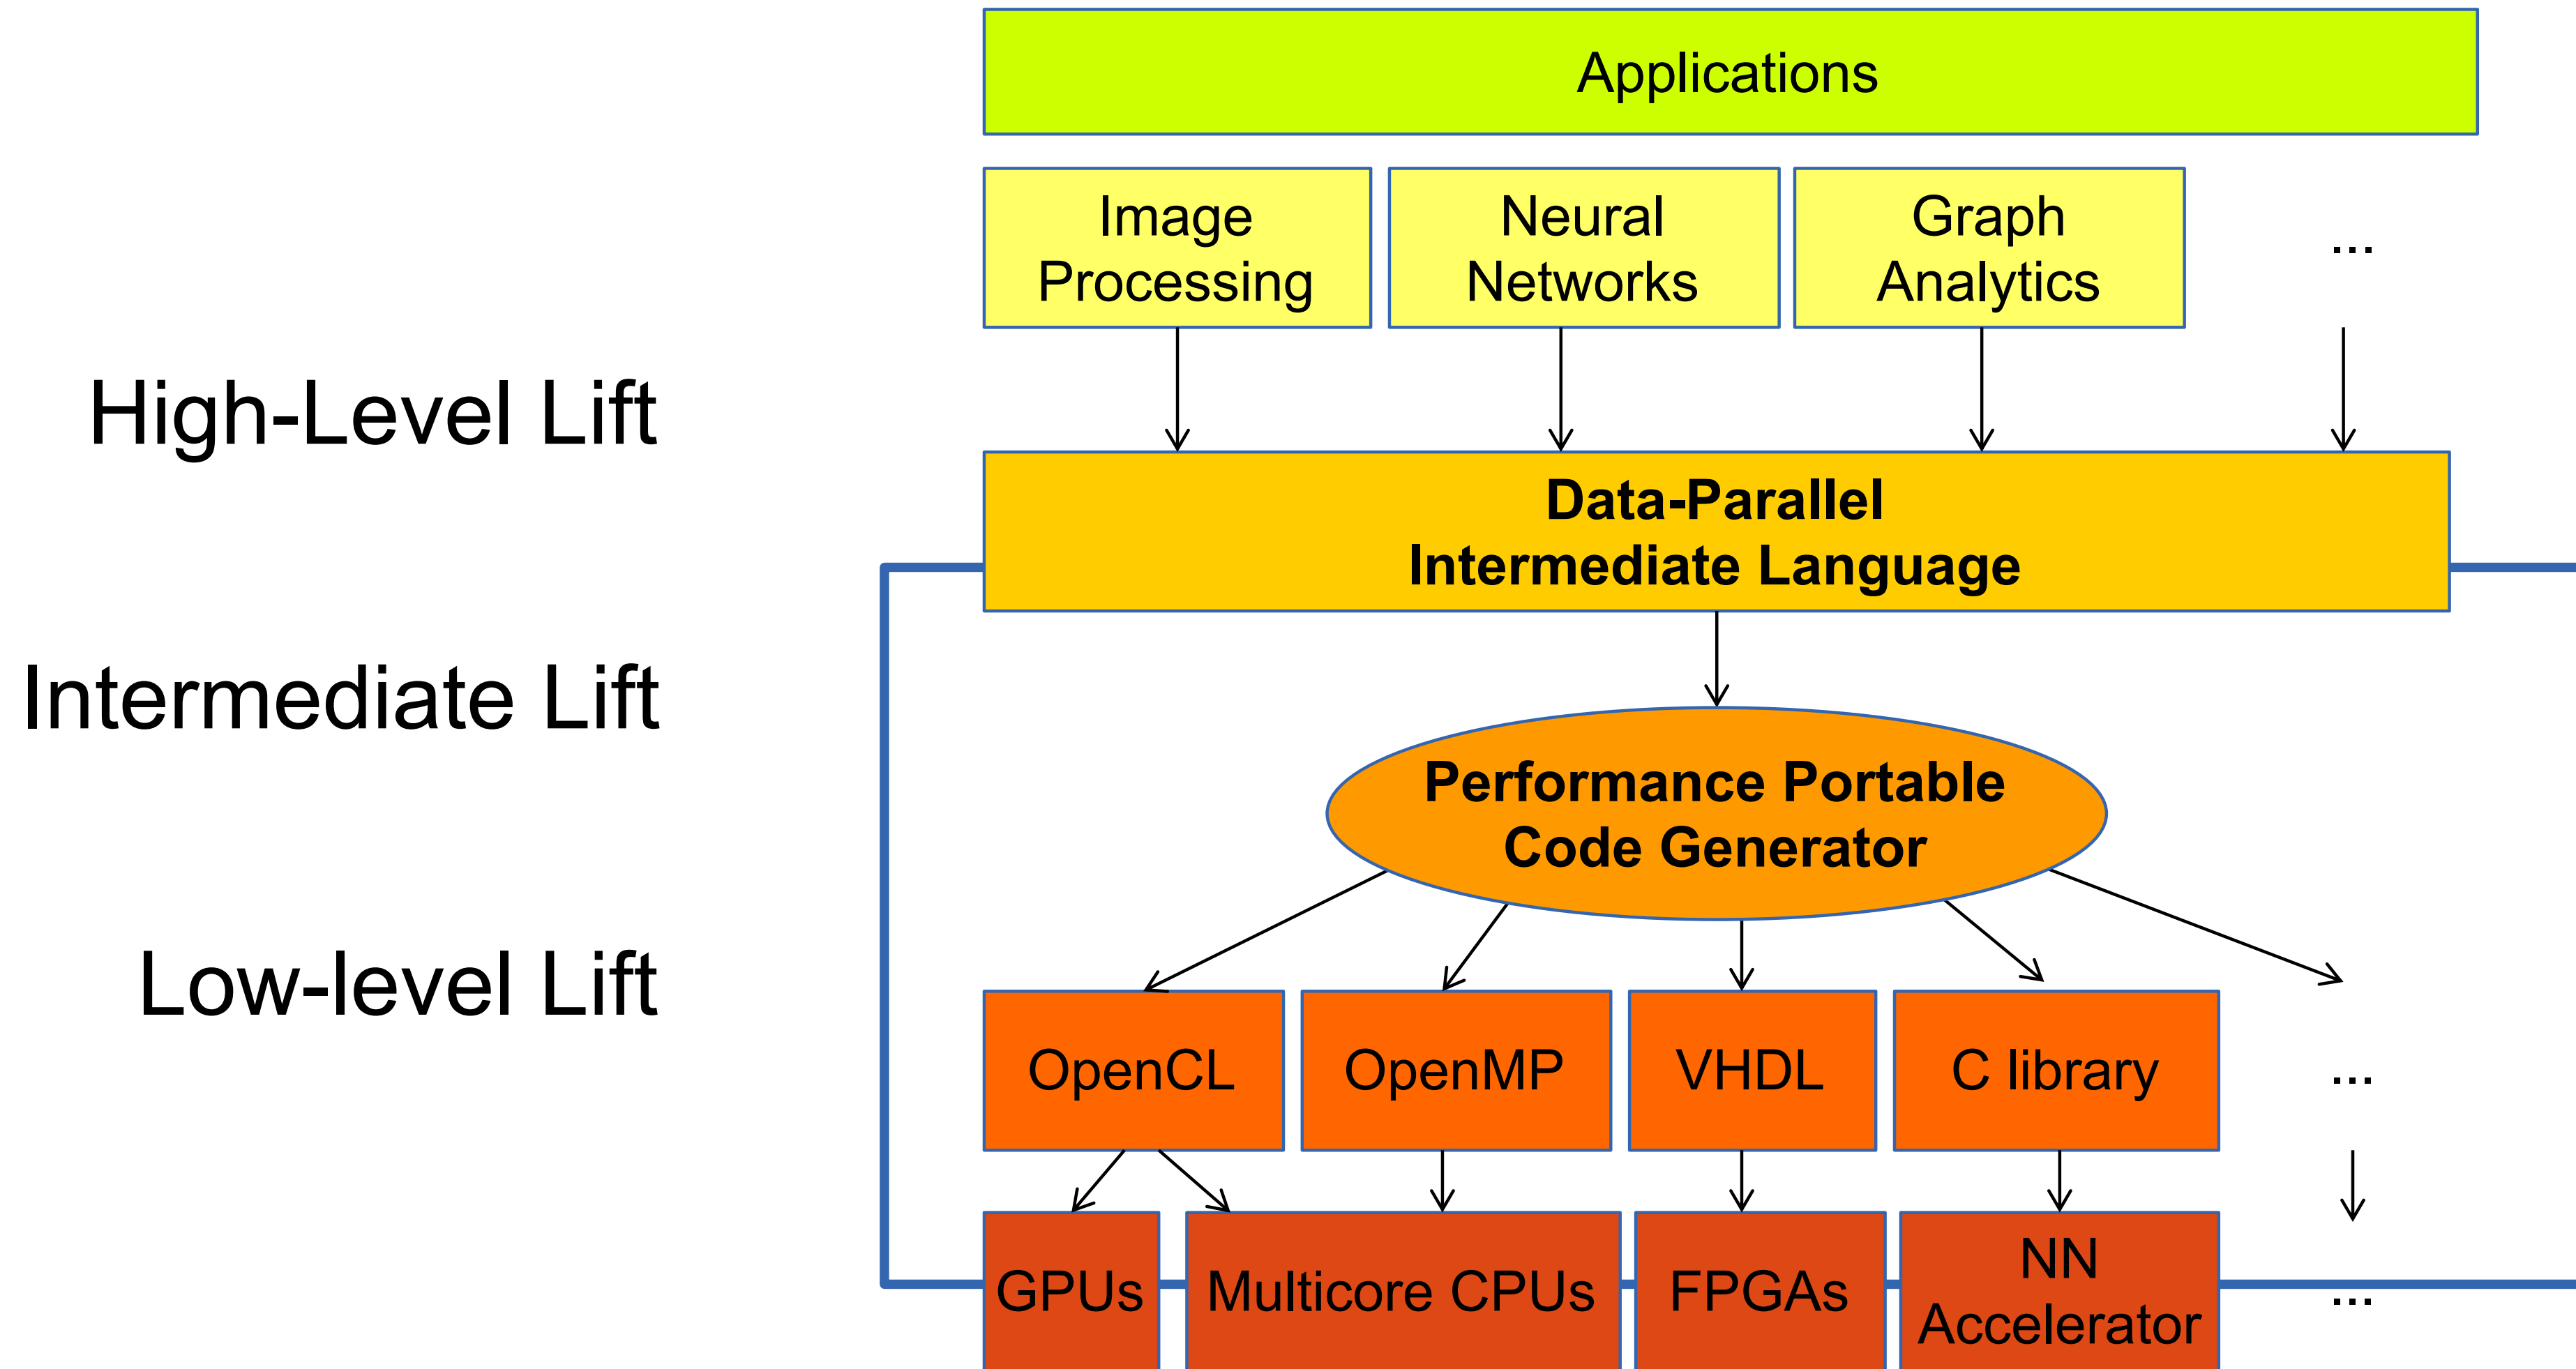 Applications
Image
Processing
Neural
Networks
Graph
Analytics
...
High-Level Lift
Data-Parallel
Intermediate Language
Intermediate Lift
Performance Portable
Code Generator
Low-level Lift
OpenCL
OpenMP
VHDL
C library
...
GPUs
Multicore CPUs
FPGAs
NN
Accelerator
...